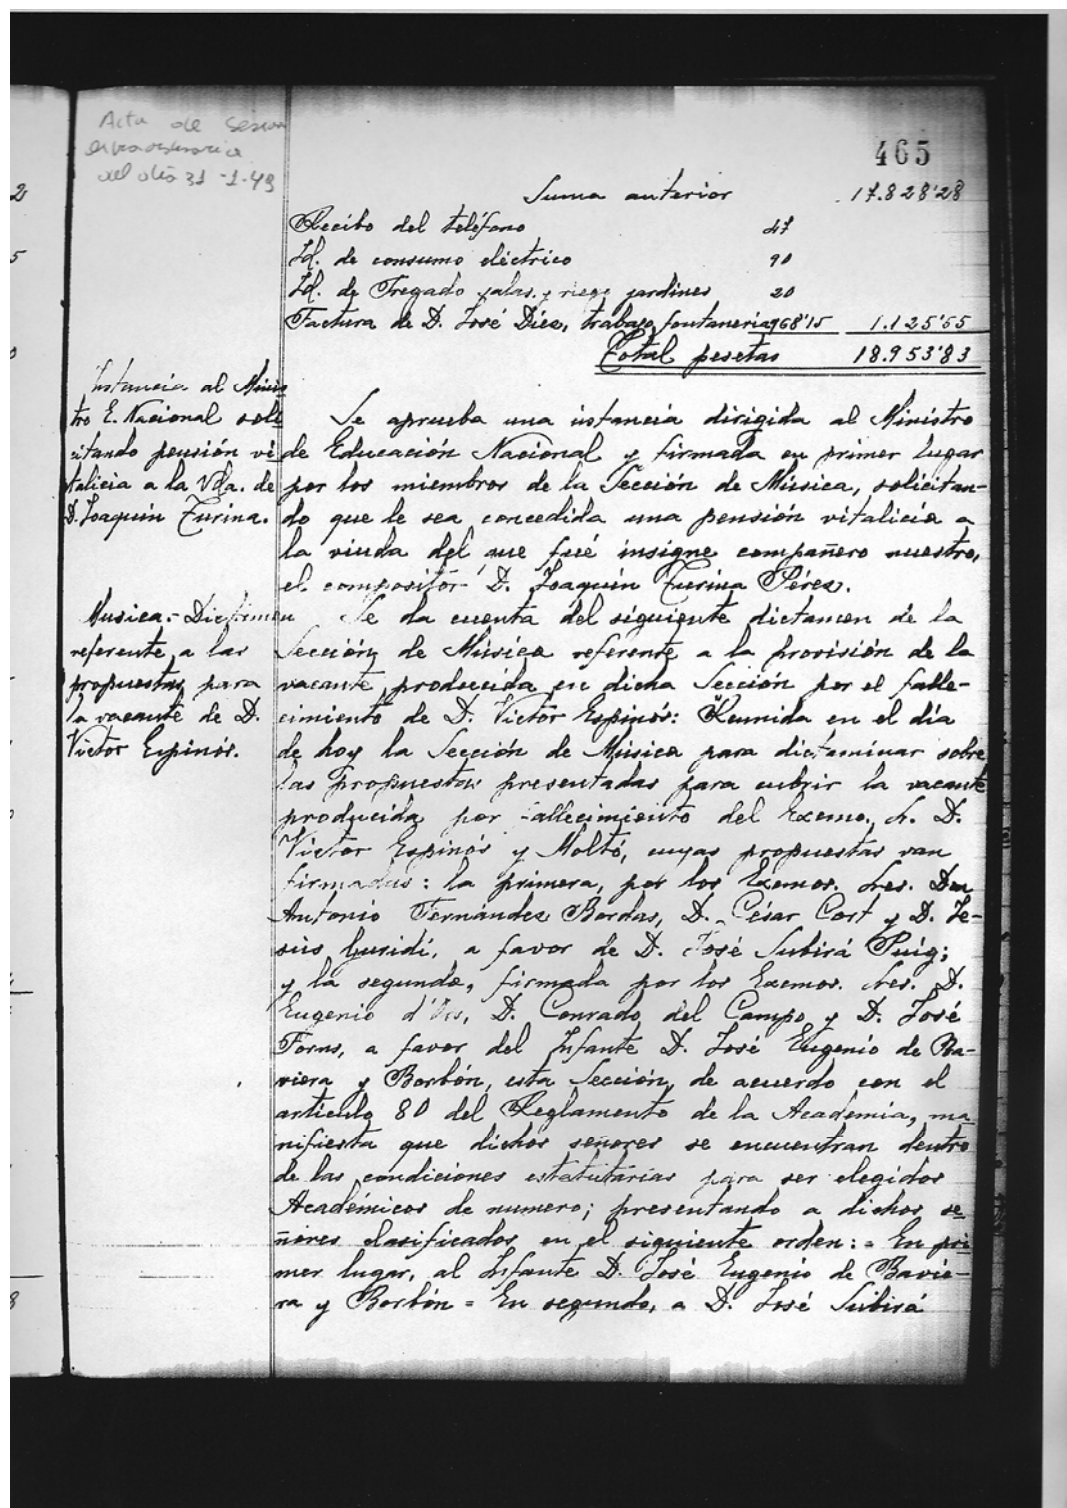 Acta de Sesion
extraordinaria
del dia 31-1-49
465
Suma anterior 17.828'28
Recibo del teléfono 47
Id. de consumo eléctrico 90
Id. de Fregado salas y riego jardines 20
Factura de D. José Díez, trabajo fontanería 968'15 1.125'55
Total pesetas 18.953'83
Instancia al Minis
tro E. Nacional soli
citando pensión vi
talicia a la Vda. de
D. Joaquín Turina.
Se aprueba una istancia dirigida al Ministro
de Educación Nacional y firmada en primer lugar
por los miembros de la Sección de Música, solicitan-
do que le sea concedida una pensión vitalicia a
la viuda del que fué insigne compañero nuestro,
el compositor D. Joaquín Turina Pérez.
Musica.- Dictamen
referente a las
propuestas para
la vacante de D.
Victor Espinós.
Se da cuenta del siguiente dictamen de la
Sección de Música referente a la provisión de la
vacante producida en dicha Sección por el falle-
cimiento de D. Victor Espinós: "Reunida en el día
de hoy la Sección de Música para dictaminar sobre
las propuestas presentadas para cubrir la vacante
producida por fallecimiento del Excmo. Sr. D.
Victor Espinós y Moltó, cuyas propuestas van
firmadas: la primera, por los Excmos. Sres. Don
Antonio Fernández Bordas, D. César Cort y D. Je-
sús Guridi, a favor de D. José Subirá Puig;
y la segunda, firmada por los Excmos. Sres. D.
Eugenio d'Ors, D. Conrado del Campo y D. José
Forns, a favor del Infante D. José Eugenio de Ba-
viera y Borbón, esta Sección, de acuerdo con el
artículo 80 del Reglamento de la Academia, ma
nifiesta que dichos señores se encuentran dentro
de las condiciones estatutarias para ser elegidos
Académicos de numero; presentando a dichos se
ñores clasificados en el siguiente orden: = En pri
mer lugar, al Infante D. José Eugenio de Bavie-
ra y Borbón = En segundo, a D. José Subirá